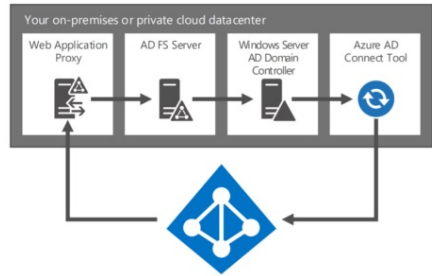 Your on-premises or private cloud datacenter
Web Application
Proxy
AD FS Server
Windows Server
AD Domain
Controller
Azure AD
Connect Tool